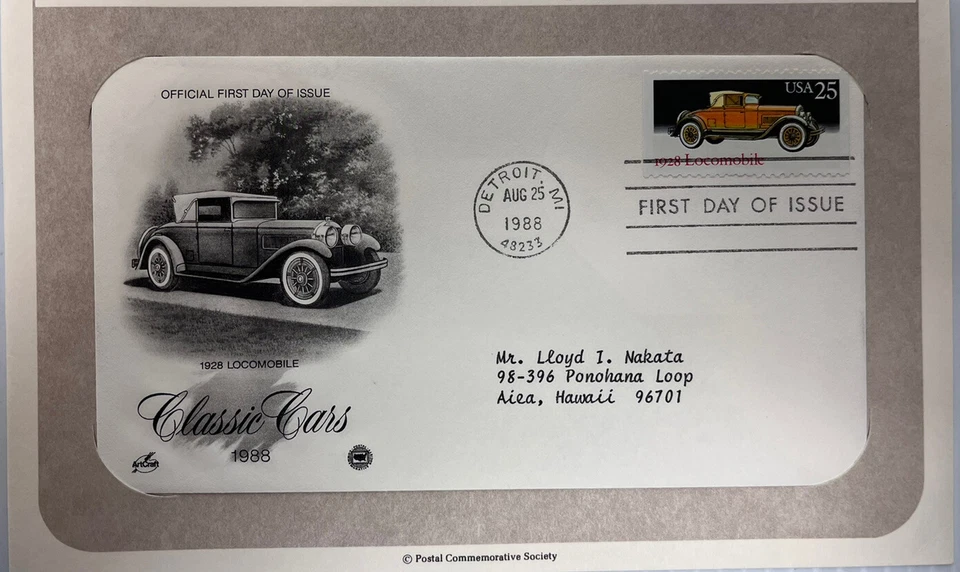 OFFICIAL FIRST DAY OF ISSUE
USA 25
1928 Locomobile
DETROIT, MI
AUG 25
1988
48233
FIRST DAY OF ISSUE
Mr. Lloyd I. Nakata
98-396 Ponohana Loop
Aiea, Hawaii 96701
1928 LOCOMOBILE
Classic Cars
1988
ArtCraft
© Postal Commemorative Society